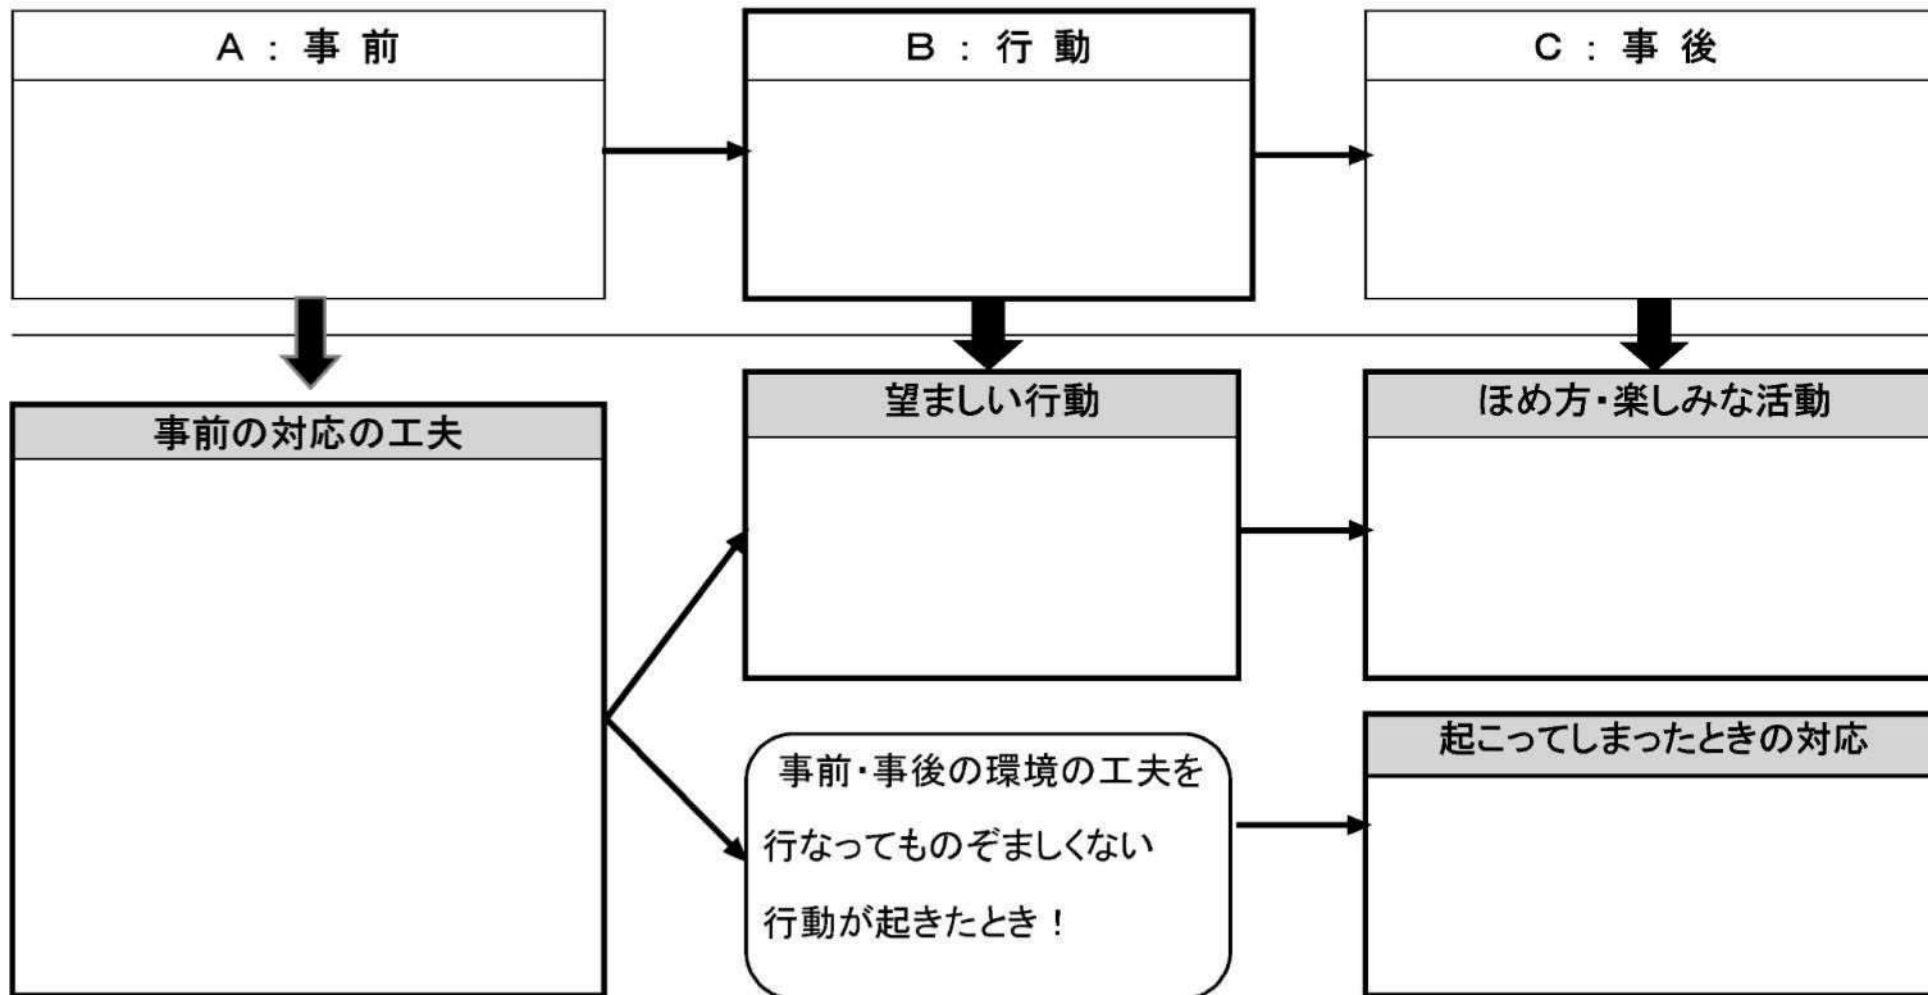 A : 事 前
B : 行 動
C : 事 後
事前の対応の工夫
望ましい行動
ほめ方・楽しみな活動
事前・事後の環境の工夫を
行なってものぞましくない
行動が起きたとき！
起こってしまったときの対応